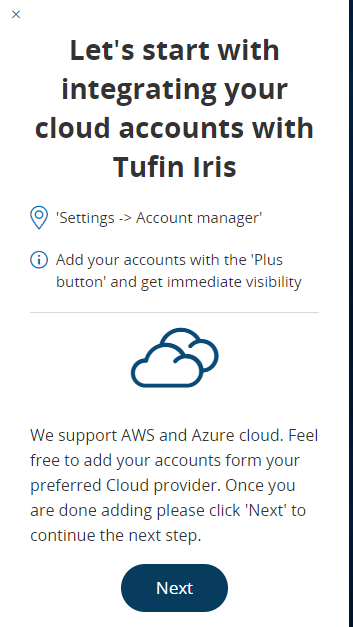 Let's start with
integrating your
cloud accounts with
Tufin Iris
'Settings -> Account manager'
Add your accounts with the 'Plus
button' and get immediate visibility
We support AWS and Azure cloud. Feel
free to add your accounts form your
preferred Cloud provider. Once you
are done adding please click 'Next' to
continue the next step.
Next